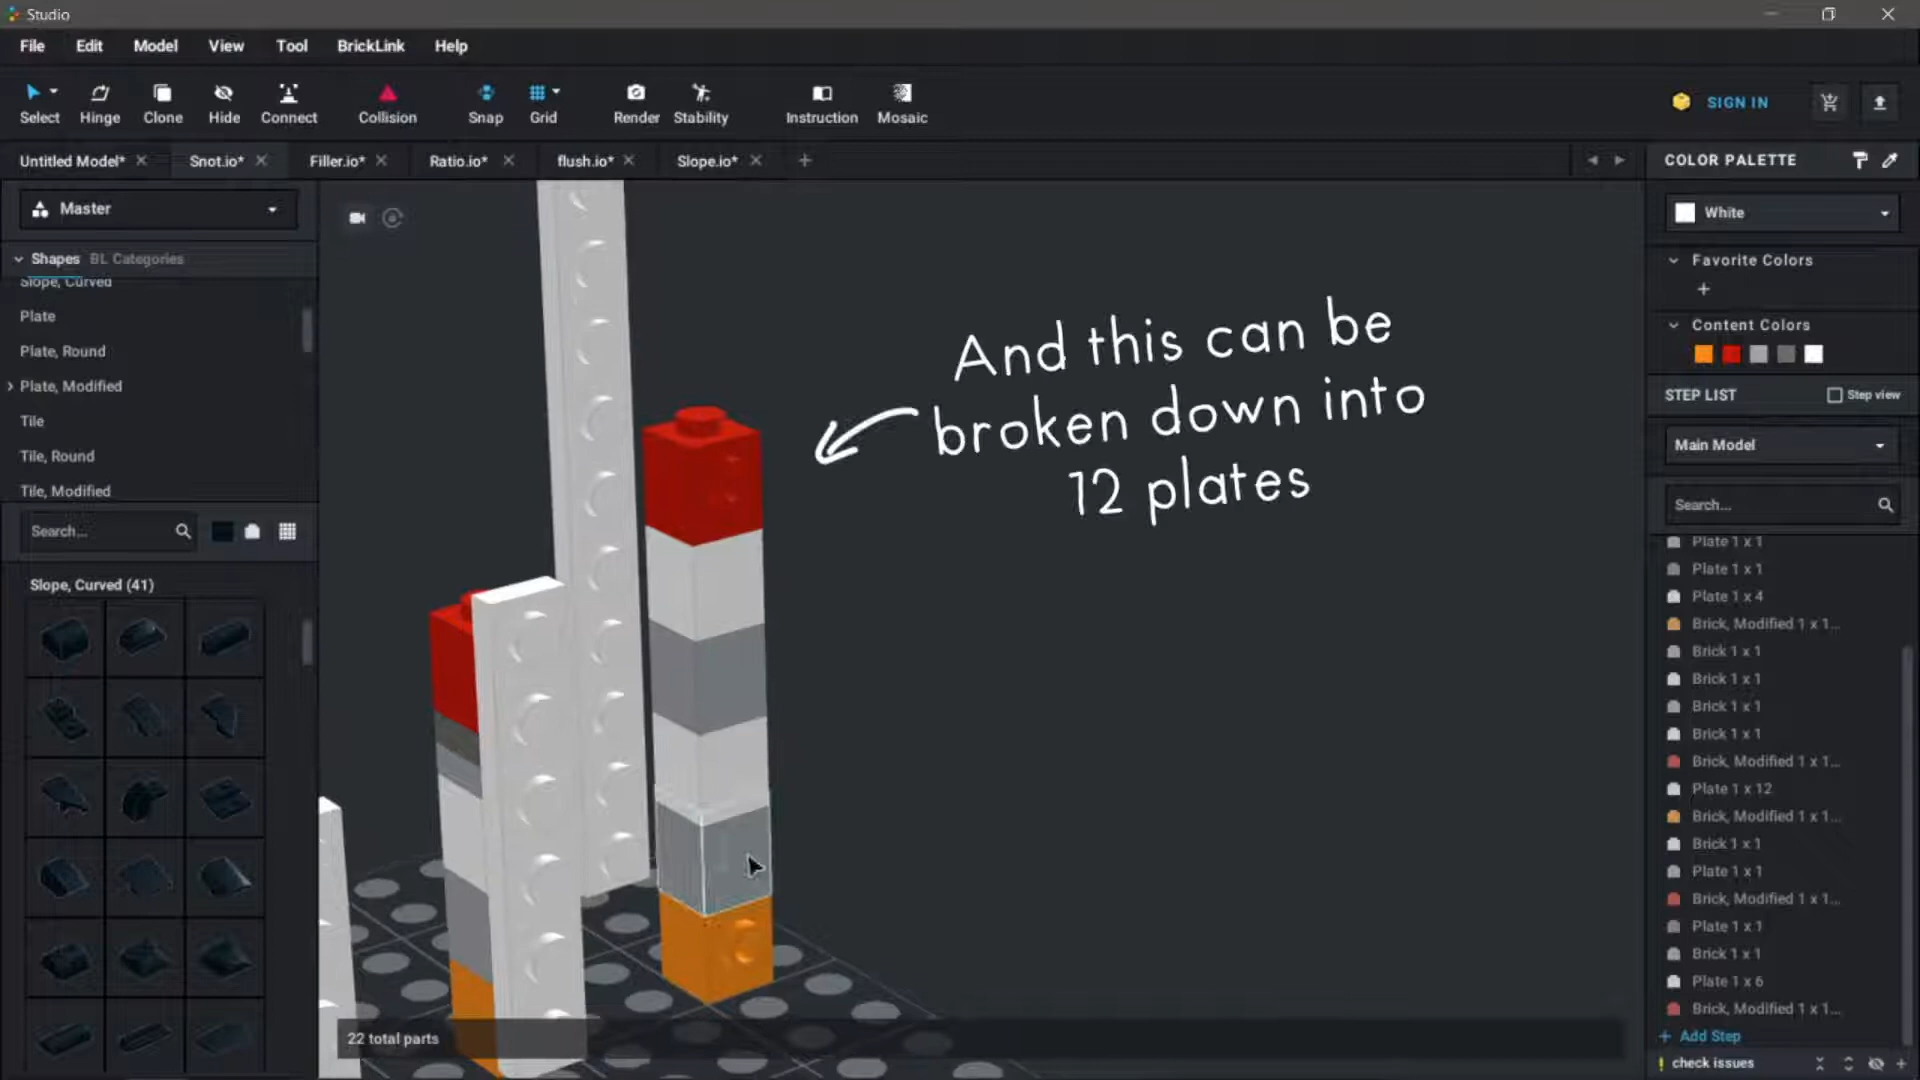 Studio
File Edit Model View Tool BrickLink Help
Select Hinge Clone Hide Connect Collision Snap Grid Render Stability Instruction Mosaic
SIGN IN
Untitled Model* Snot.io* Filler.io* Ratio.io* flush.io* Slope.io*
Master
Shapes BL Categories
Slope, Curved
Plate
Plate, Round
Plate, Modified
Tile
Tile, Round
Tile, Modified
Search...
Slope, Curved (41)
And this can be
broken down into
12 plates
22 total parts
COLOR PALETTE
White
Favorite Colors
Content Colors
STEP LIST Step view
Main Model
Search...
Plate 1 x 1
Plate 1 x 1
Plate 1 x 4
Brick, Modified 1 x 1...
Brick 1 x 1
Brick 1 x 1
Brick 1 x 1
Brick 1 x 1
Brick, Modified 1 x 1...
Plate 1 x 12
Brick, Modified 1 x 1...
Brick 1 x 1
Plate 1 x 1
Brick, Modified 1 x 1...
Plate 1 x 1
Brick 1 x 1
Plate 1 x 6
Brick, Modified 1 x 1...
+ Add Step
check issues